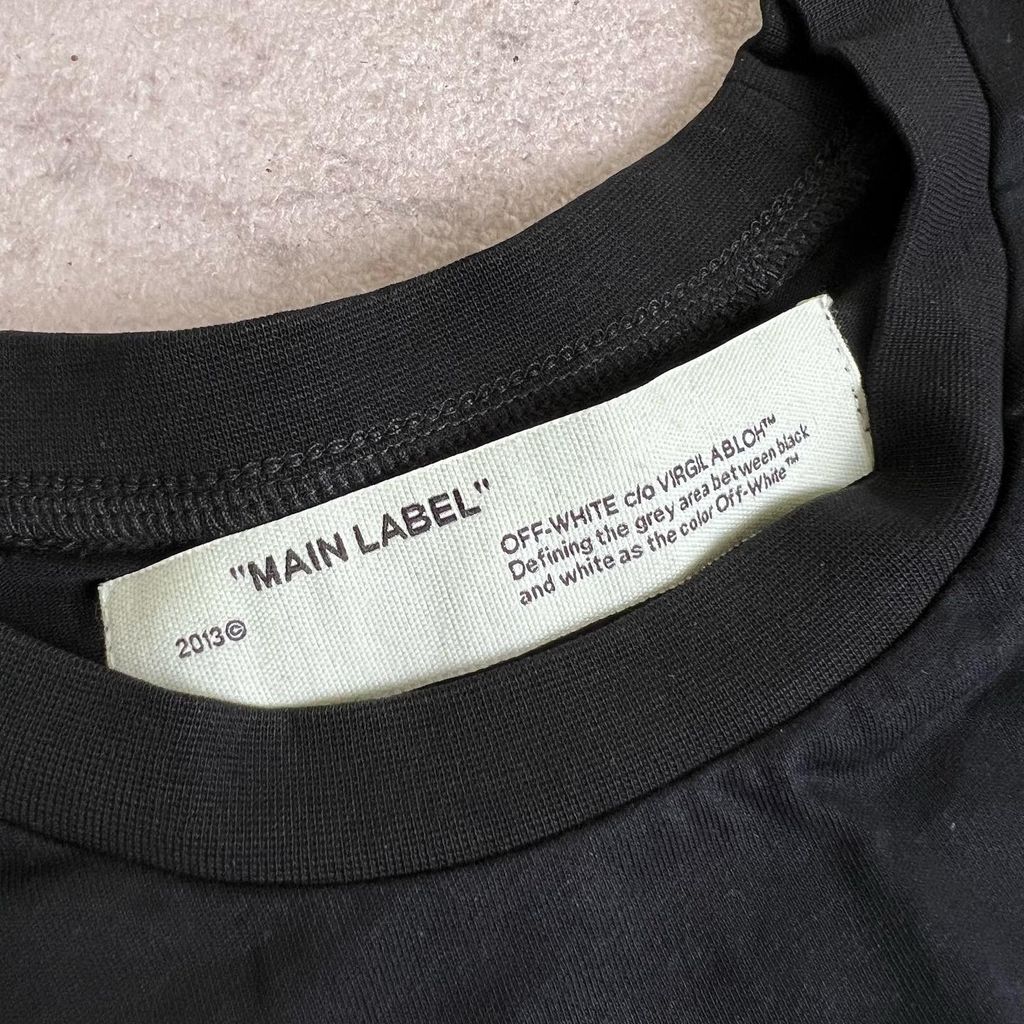 "MAIN LABEL"
2013©
OFF-WHITE c/o VIRGIL ABLOH™
Defining the grey area between black
and white as the color Off-White™